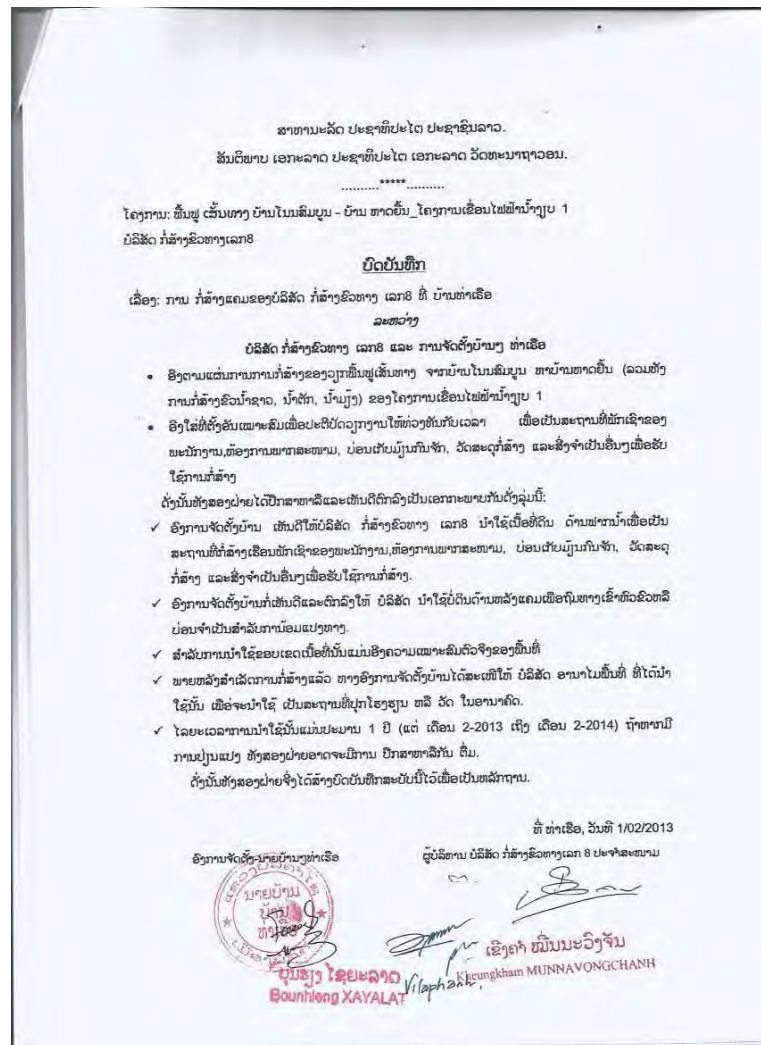 ສາທານະລັດ ປະຊາທິປະໄຕ ປະຊາຊົນລາວ.
ສັນຕິພາບ ເອກະລາດ ປະຊາທິປະໄຕ ເອກະລາດ ວັດທະນາຖາວອນ.
..........*****..........
ໂຄງການ: ຟື້ນຟູ ເສັ້ນທາງ ບ້ານໂນນສົມບູນ – ບ້ານ ຫາດຍືນ_ໂຄງການເຂື່ອນໄຟຟ້ານ້ຳງຽບ 1
ບໍລິສັດ ກໍ່ສ້າງຂົວທາງເລກ8
ບົດບັນທຶກ
ເລື່ອງ: ການ ກໍ່ສ້າງແຄມຂອງບໍລິສັດ ກໍ່ສ້າງຂົວທາງ ເລກ8 ທີ່ ບ້ານທ່າເຮືອ
ລະຫວ່າງ
ບໍລິສັດ ກໍ່ສ້າງຂົວທາງ ເລກ8 ແລະ ການຈັດຕັ້ງບ້ານໆ ທ່າເຮືອ
• ອີງຕາມແຜ່ນການການກໍ່ສ້າງຂອງວຽກຟື້ນຟູເສັ້ນທາງ ຈາກບ້ານໂນນສົມບູນ ຫາບ້ານຫາດຍືນ (ລວມທັງ
ການກໍ່ສ້າງຂົວນ້ຳຊາວ, ນ້ຳຕັກ, ນ້ຳມຽງ) ຂອງໂຄງການເຂື່ອນໄຟຟ້ານ້ຳງຽບ 1
• ອີງໃສ່ທີ່ຕັ້ງອັນເໝາະສົມເພື່ອປະຕິບັດວຽກງານໃຫ້ທ່ວງທັນກັບເວລາ ເພື່ອເປັນສະຖານທີ່ພັກເຊົາຂອງ
ພະນັກງານ,ຫ້ອງການພາກສະໜາມ, ບ່ອນເກັບມ້ຽນກົນຈັກ, ວັດສະດຸກໍ່ສ້າງ ແລະສິ່ງຈຳເປັນອື່ນໆເພື່ອຮັບ
ໃຊ້ການກໍ່ສ້າງ
ດັ່ງນັ້ນທັງສອງຝ່າຍໄດ້ປຶກສາຫາລືແລະເຫັນດີຕົກລົງເປັນເອກກະພາບກັນດັ່ງລຸ່ມນີ້:
✓ ອົງການຈັດຕັ້ງບ້ານ ເຫັນດີໃຫ້ບໍລິສັດ ກໍ່ສ້າງຂົວທາງ ເລກ8 ນຳໃຊ້ເນື້ອທີ່ດິນ ດ້ານຟາກນ້ຳເພື່ອເປັນ
ສະຖານທີ່ກໍ່ສ້າງເຮືອນພັກເຊົາຂອງພະນັກງານ,ຫ້ອງການພາກສະໜາມ, ບ່ອນເກັບມ້ຽນກົນຈັກ, ວັດສະດຸ
ກໍ່ສ້າງ ແລະສິ່ງຈຳເປັນອື່ນໆເພື່ອຮັບໃຊ້ການກໍ່ສ້າງ.
✓ ອົງການຈັດຕັ້ງບ້ານກໍ່ເຫັນດີແລະຕົກລົງໃຫ້ ບໍລິສັດ ນຳໃຊ້ບໍ່ດິນດ້ານຫລັງແຄມເພື່ອຖົມທາງເຂົ້າຫົວຂົວຫລື
ບ່ອນຈຳເປັນສຳລັບການ້ອມແປງທາງ.
✓ ສຳລັບການນຳໃຊ້ຂອບເຂດເນື້ອທີ່ນັ້ນແມ່ນອີງຄວາມເໝາະສົມຕົວຈິງຂອງພື້ນທີ່
✓ ພາຍຫລັງສຳເລັດການກໍ່ສ້າງແລ້ວ ທາງອົງການຈັດຕັ້ງບ້ານໄດ້ສະເໜີໃຫ້ ບໍລິສັດ ອານາໄມພື້ນທີ່ ທີ່ໄດ້ນຳ
ໃຊ້ນັ້ນ ເພື່ອຈະນຳໃຊ້ ເປັນສະຖານທີ່ປຸກໂຮງຮຽນ ຫລື ວັດ ໃນອານາຄົດ.
✓ ໄລຍະເວລາການນຳໃຊ້ນັ້ນແມ່ນປະມານ 1 ປີ (ແຕ່ ເດືອນ 2-2013 ເຖິງ ເດືອນ 2-2014) ຖ້າຫາກມີ
ການປ່ຽນແປງ ທັງສອງຝ່າຍອາດຈະມີການ ປຶກສາຫາລືກັນ ຕື່ມ.
ດັ່ງນັ້ນທັງສອງຝ່າຍຈຶ່ງໄດ້ສ້າງບົດບັນທຶກສະບັບນີ້ໄວ້ເພື່ອເປັນຫລັກຖານ.
ທີ່ ທ່າເຮືອ, ວັນທີ 1/02/2013
ອົງການຈັດຕັ້ງ-ນາຍບ້ານໆທ່າເຮືອ ຜູ້ບໍລິຫານ ບໍລິສັດ ກໍ່ສ້າງຂົວທາງເລກ 8 ປະຈຳສະໜາມ
ນາຍບ້ານ
ບ້ານ
ບຸນຮຽງ ໄຊຍະລາດ
Bounhieng XAYALAT
Vilaphanh.
ເຂິງຄຳ ໝື່ນນະວົງຈັນ
Kheungkham MUNNAVONGCHANH